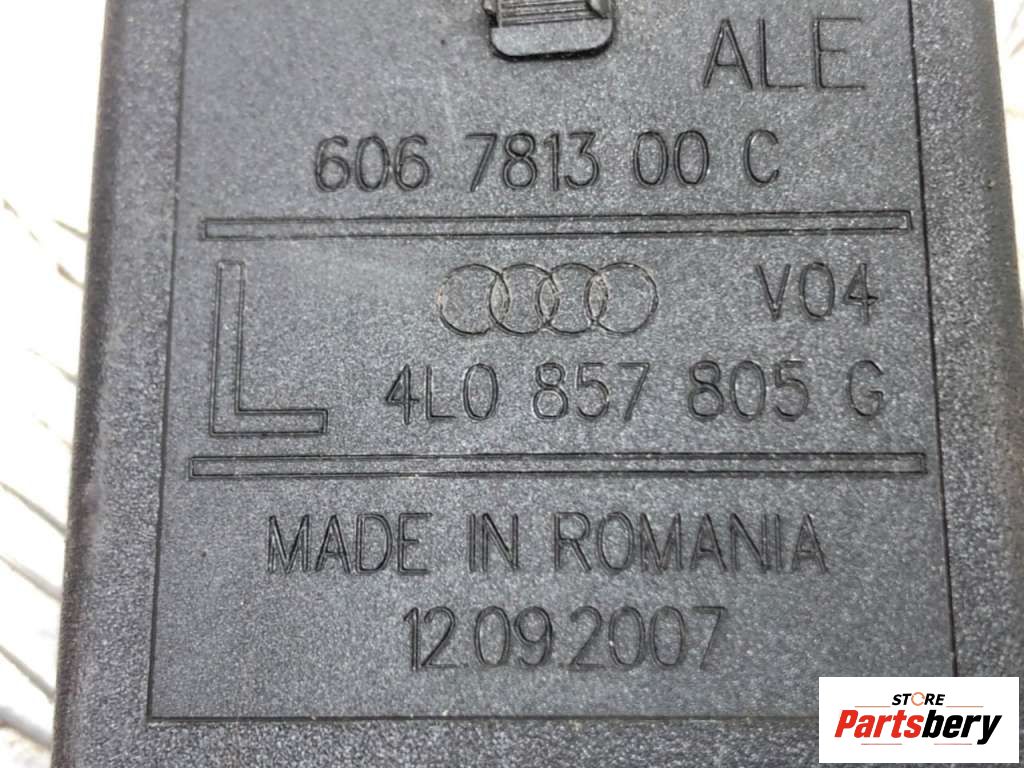 ALE
606 7813 00 C
L
V04
4L0 857 805 G
MADE IN ROMANIA
12.09.2007
STORE
Partsbery